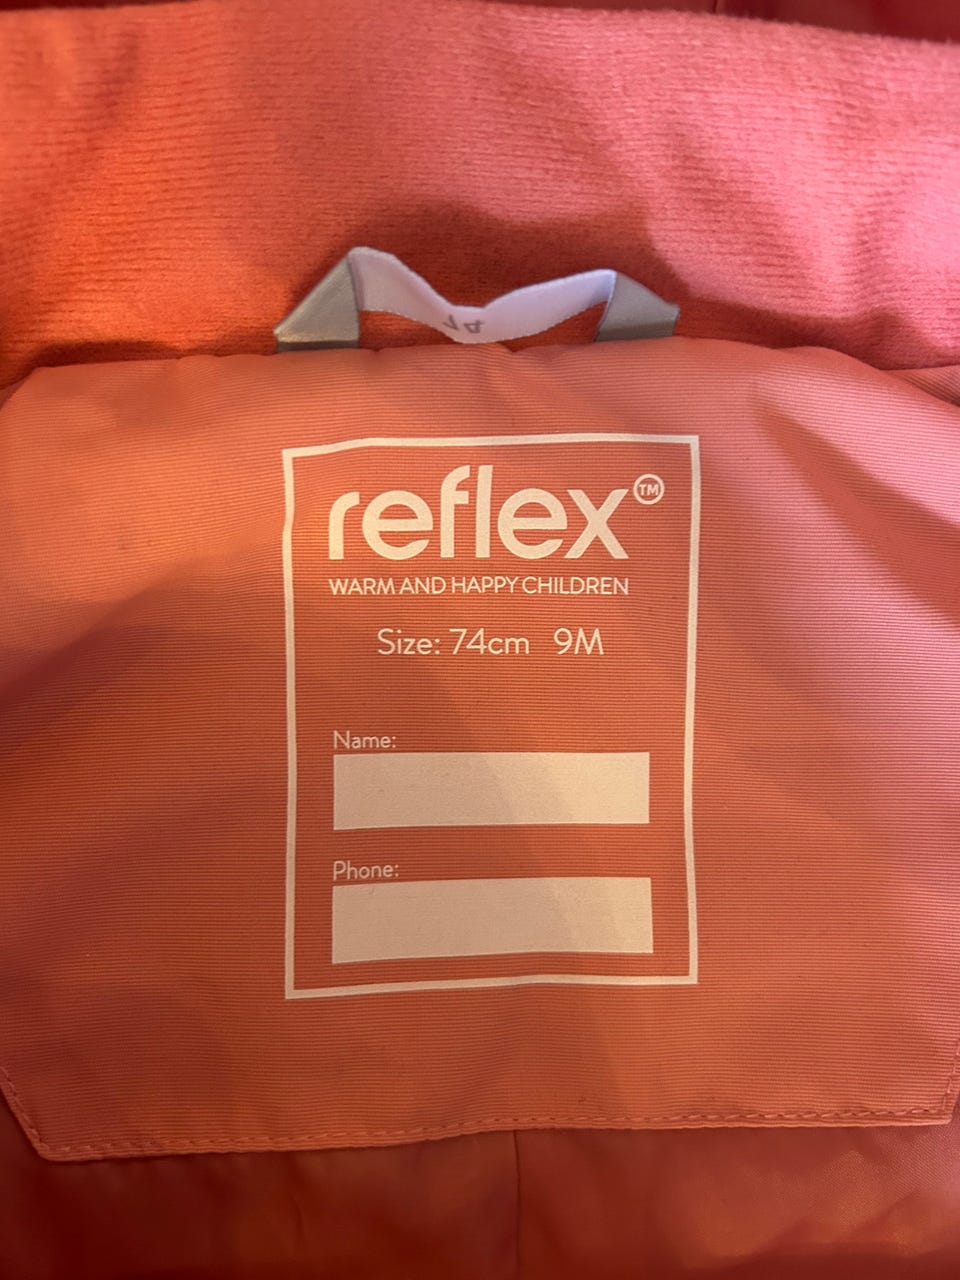 reflex™
WARM AND HAPPY CHILDREN
Size: 74cm 9M
Name:
Phone: